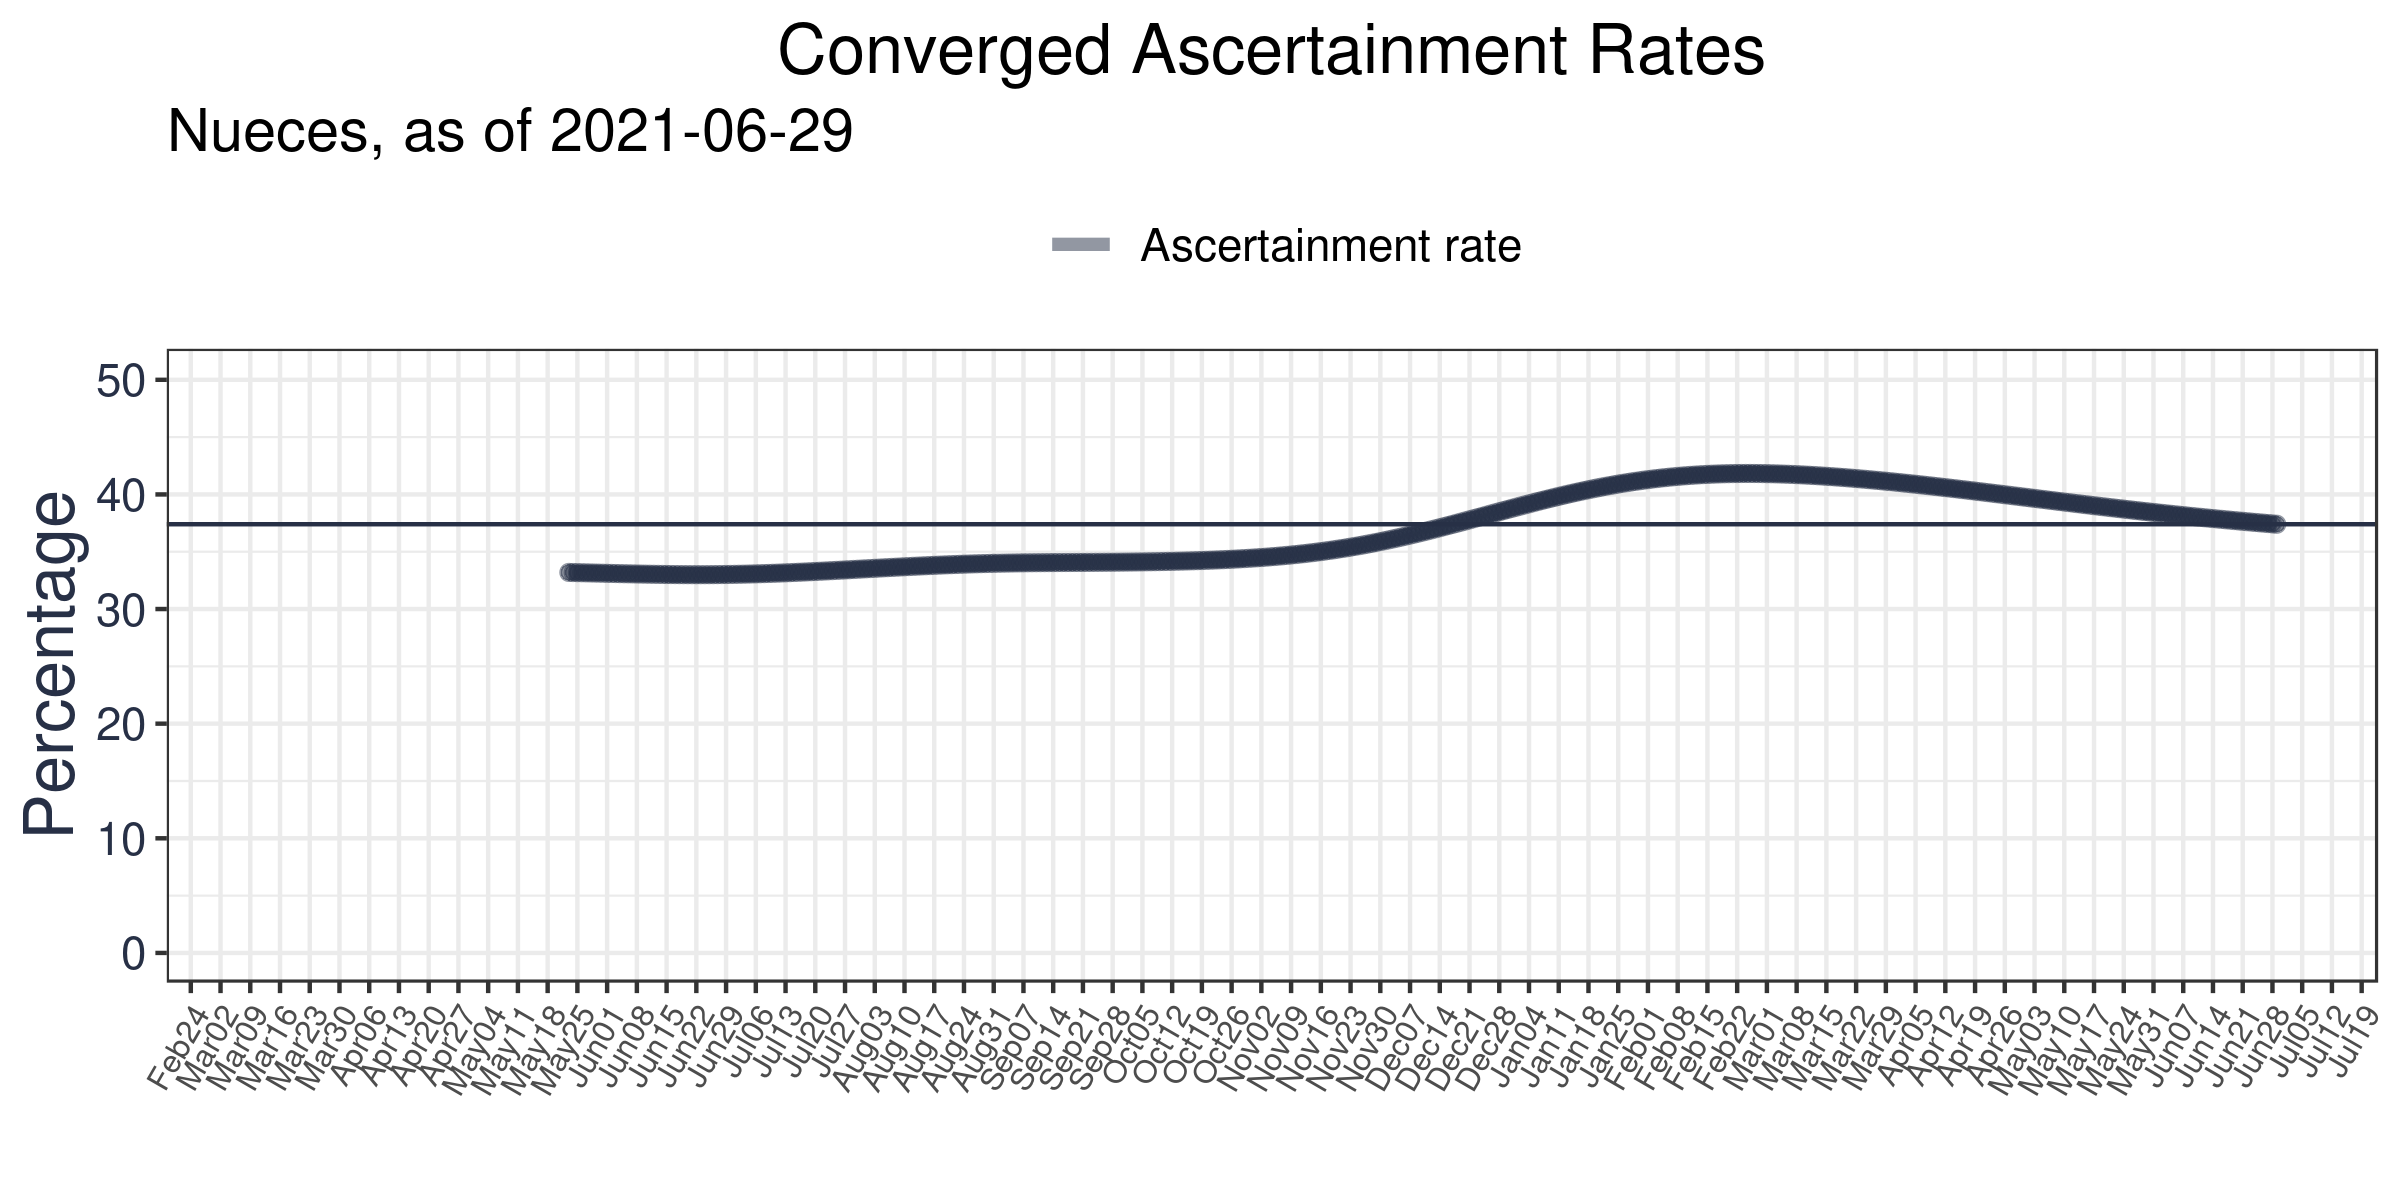 Converged Ascertainment Rates
Nueces, as of 2021-06-29
Ascertainment rate
Percentage
50
40
30
20
10
0
Feb24
Mar02
Mar09
Mar16
Mar23
Mar30
Apr06
Apr13
Apr20
Apr27
May04
May11
May18
May25
Jun01
Jun08
Jun15
Jun22
Jun29
Jul06
Jul13
Jul20
Jul27
Aug03
Aug10
Aug17
Aug24
Aug31
Sep07
Sep14
Sep21
Sep28
Oct05
Oct12
Oct19
Oct26
Nov02
Nov09
Nov16
Nov23
Nov30
Dec07
Dec14
Dec21
Dec28
Jan04
Jan11
Jan18
Jan25
Feb01
Feb08
Feb15
Feb22
Mar01
Mar08
Mar15
Mar22
Mar29
Apr05
Apr12
Apr19
Apr26
May03
May10
May17
May24
May31
Jun07
Jun14
Jun21
Jun28
Jul05
Jul12
Jul19